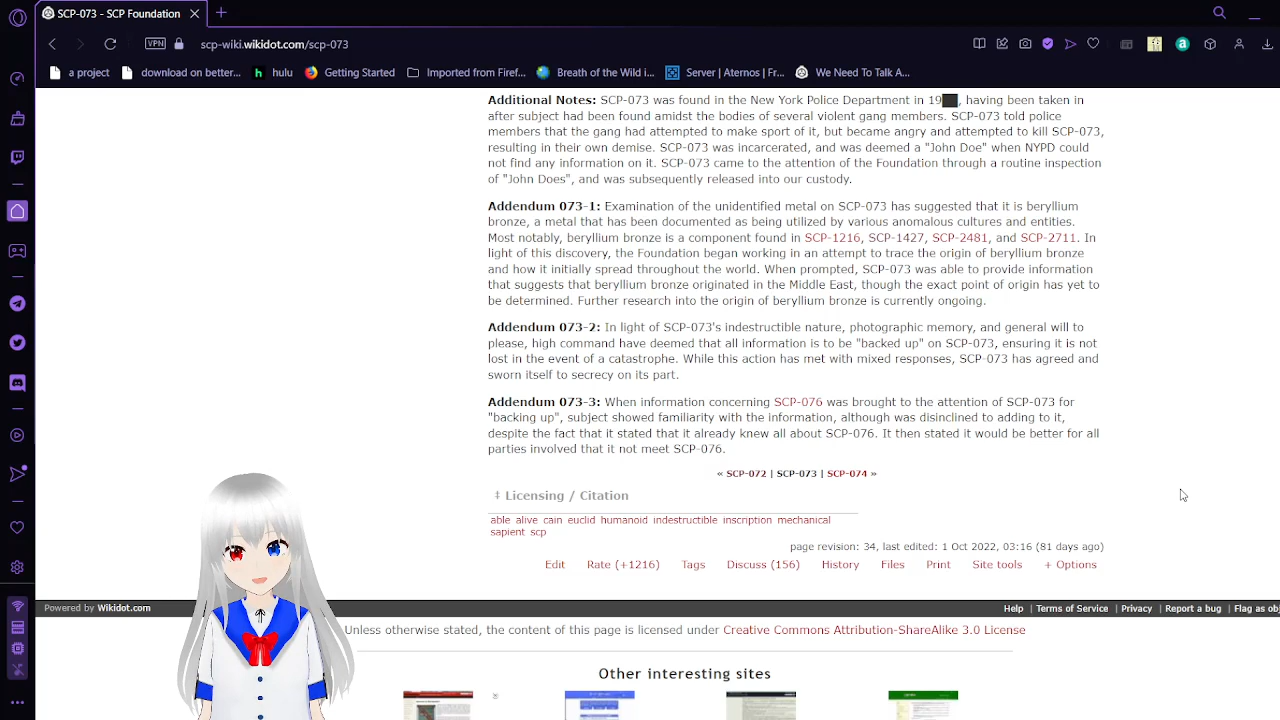 SCP-073 - SCP Foundation
VPN scp-wiki.wikidot.com/scp-073
a project download on better... hulu Getting Started Imported from Firef... Breath of the Wild i... Server | Aternos | Fr... We Need To Talk A...
Additional Notes: SCP-073 was found in the New York Police Department in 19██, having been taken in
after subject had been found amidst the bodies of several violent gang members. SCP-073 told police
members that the gang had attempted to make sport of it, but became angry and attempted to kill SCP-073,
resulting in their own demise. SCP-073 was incarcerated, and was deemed a "John Doe" when NYPD could
not find any information on it. SCP-073 came to the attention of the Foundation through a routine inspection
of "John Does", and was subsequently released into our custody.
Addendum 073-1: Examination of the unidentified metal on SCP-073 has suggested that it is beryllium
bronze, a metal that has been documented as being utilized by various anomalous cultures and entities.
Most notably, beryllium bronze is a component found in SCP-1216, SCP-1427, SCP-2481, and SCP-2711. In
light of this discovery, the Foundation began working in an attempt to trace the origin of beryllium bronze
and how it initially spread throughout the world. When prompted, SCP-073 was able to provide information
that suggests that beryllium bronze originated in the Middle East, though the exact point of origin has yet to
be determined. Further research into the origin of beryllium bronze is currently ongoing.
Addendum 073-2: In light of SCP-073's indestructible nature, photographic memory, and general will to
please, high command have deemed that all information is to be "backed up" on SCP-073, ensuring it is not
lost in the event of a catastrophe. While this action has met with mixed responses, SCP-073 has agreed and
sworn itself to secrecy on its part.
Addendum 073-3: When information concerning SCP-076 was brought to the attention of SCP-073 for
"backing up", subject showed familiarity with the information, although was disinclined to adding to it,
despite the fact that it stated that it already knew all about SCP-076. It then stated it would be better for all
parties involved that it not meet SCP-076.
« SCP-072 | SCP-073 | SCP-074 »
‡ Licensing / Citation
able alive cain euclid humanoid indestructible inscription mechanical
sapient scp
page revision: 34, last edited: 1 Oct 2022, 03:16 (81 days ago)
Edit Rate (+1216) Tags Discuss (156) History Files Print Site tools + Options
Powered by Wikidot.com Help | Terms of Service | Privacy | Report a bug | Flag as obj
Unless otherwise stated, the content of this page is licensed under Creative Commons Attribution-ShareAlike 3.0 License
Other interesting sites